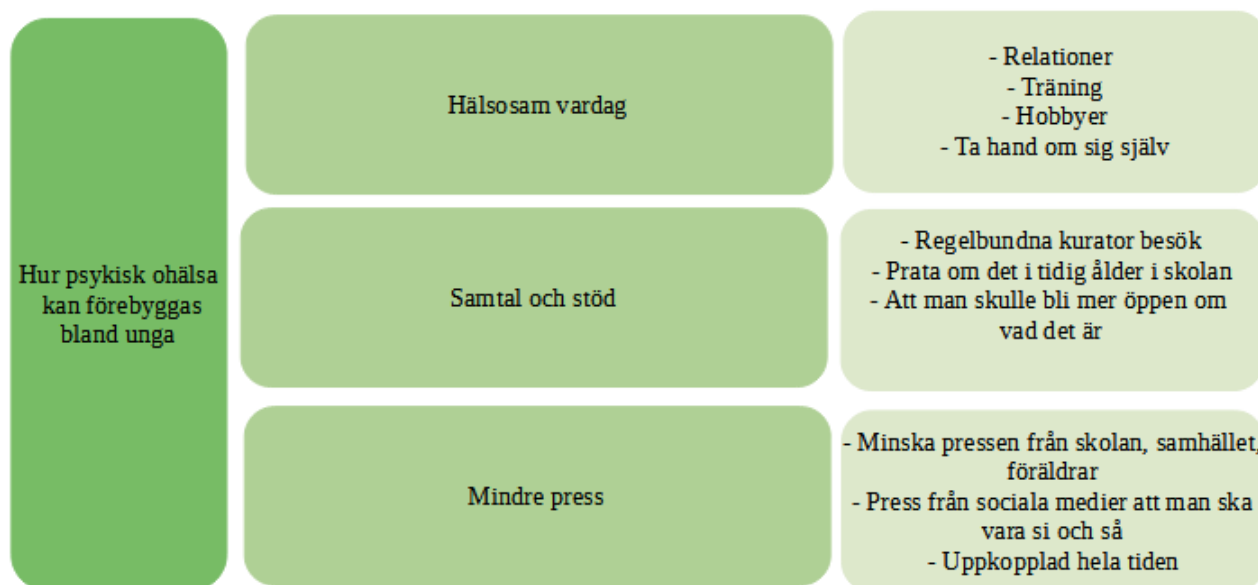 Hur psykisk ohälsa
kan förebyggas
bland unga
Hälsosam vardag
- Relationer
- Träning
- Hobbyer
- Ta hand om sig själv
Samtal och stöd
- Regelbundna kurator besök
- Prata om det i tidig ålder i skolan
- Att man skulle bli mer öppen om
vad det är
Mindre press
- Minska pressen från skolan, samhället,
föräldrar
- Press från sociala medier att man ska
vara si och så
- Uppkopplad hela tiden